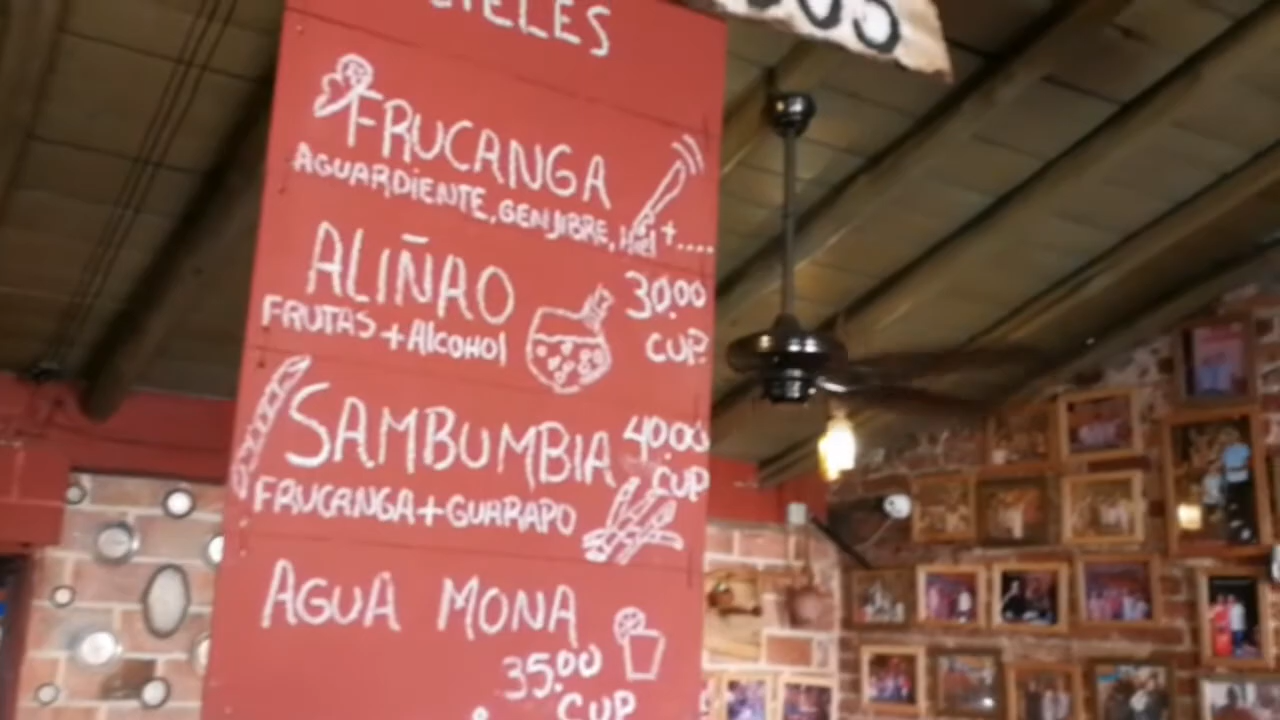 FRUCANGA
AGUARDIENTE, GENJIBRE, Miel +....
ALIÑAO
30.00
CUP.
FRUTAS + Alcohol
SAMBUMBIA
40.00
CUP
FRUCANGA + GUARAPO
AGUA MONA
35.00
CUP